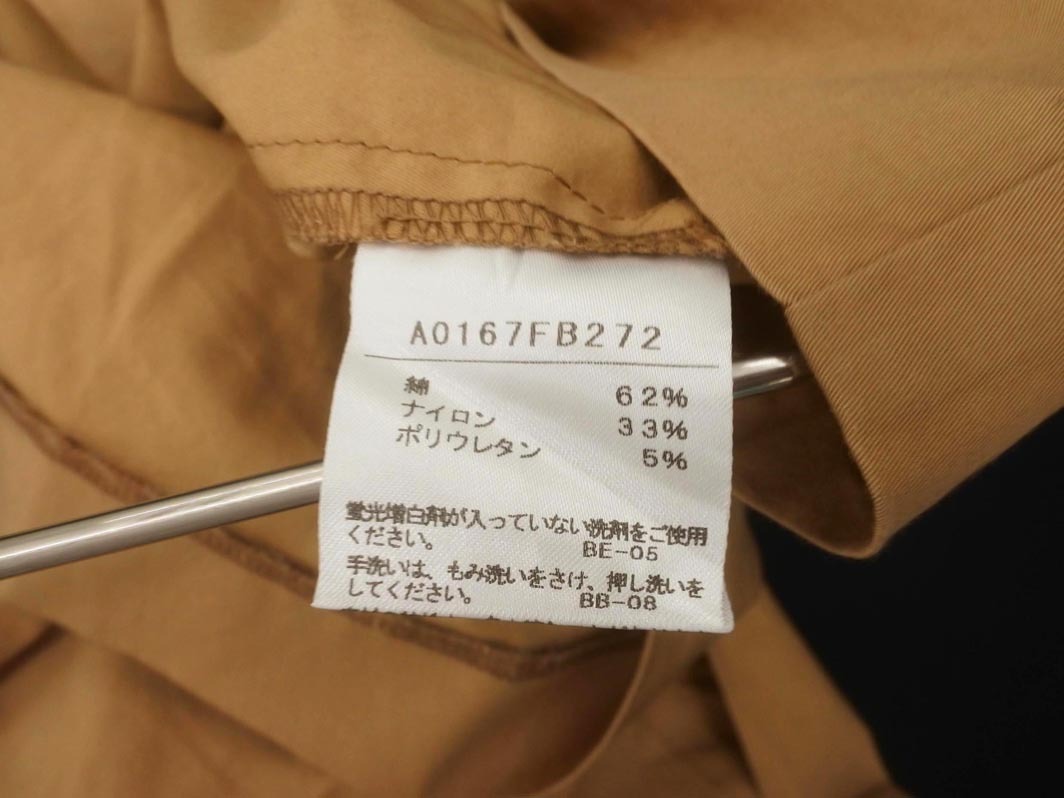 A0167FB272
綿 62%
ナイロン 33%
ポリウレタン 5%
蛍光増白剤が入っていない洗剤をご使用
ください。 BE-05
手洗いは、もみ洗いをさけ、押し洗いを
してください。 BB-08